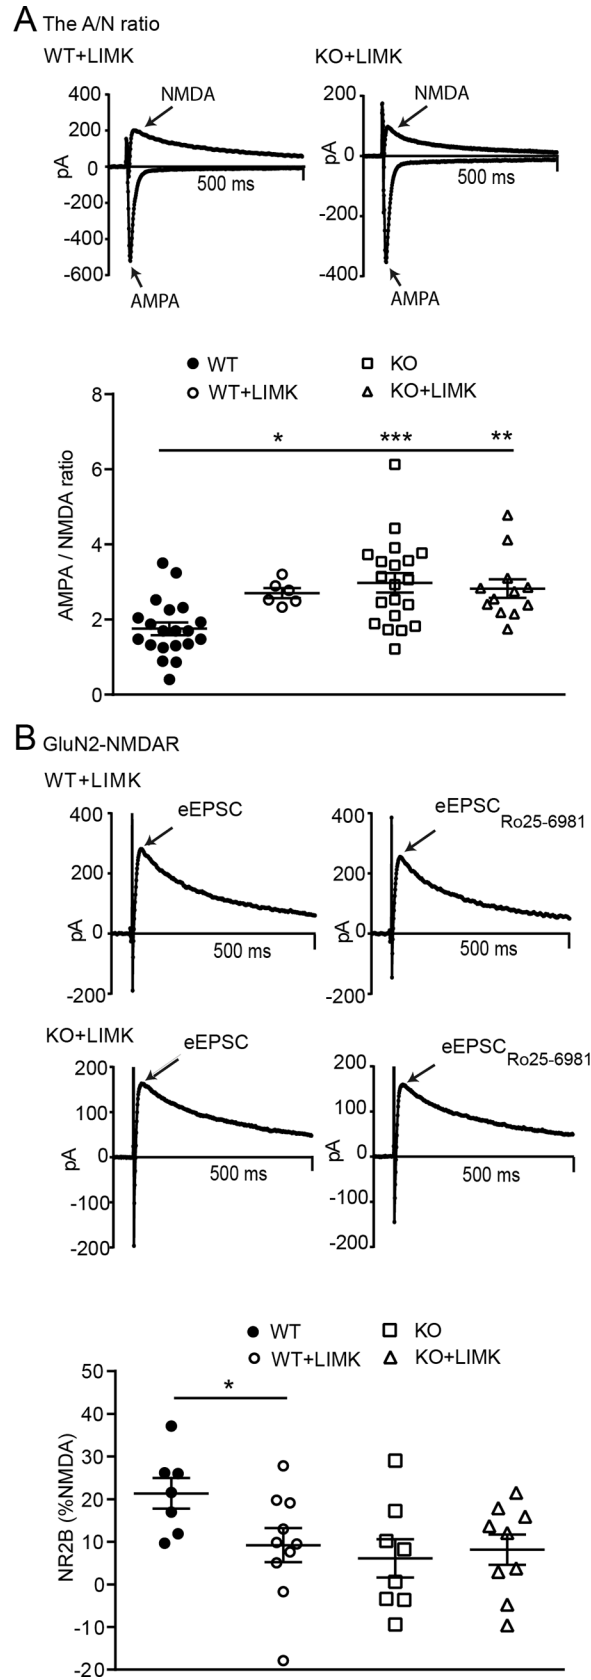 A The A/N ratio
WT+LIMK KO+LIMK
400
200
0
-200
-400
-600
pA
NMDA
500 ms
AMPA
200
0
-200
-400
pA
NMDA
500 ms
AMPA
WT KO
WT+LIMK KO+LIMK
8
6
4
2
0
AMPA / NMDA ratio
* *** **
B GluN2-NMDAR
WT+LIMK
400
200
0
-200
pA
eEPSC
500 ms
400
200
0
-200
pA
eEPSC Ro25-6981
500 ms
KO+LIMK
200
100
0
-100
-200
pA
eEPSC
500 ms
200
100
0
-100
-200
pA
eEPSC Ro25-6981
500 ms
WT KO
WT+LIMK KO+LIMK
50
40
30
20
10
0
-10
-20
NR2B (%NMDA)
*